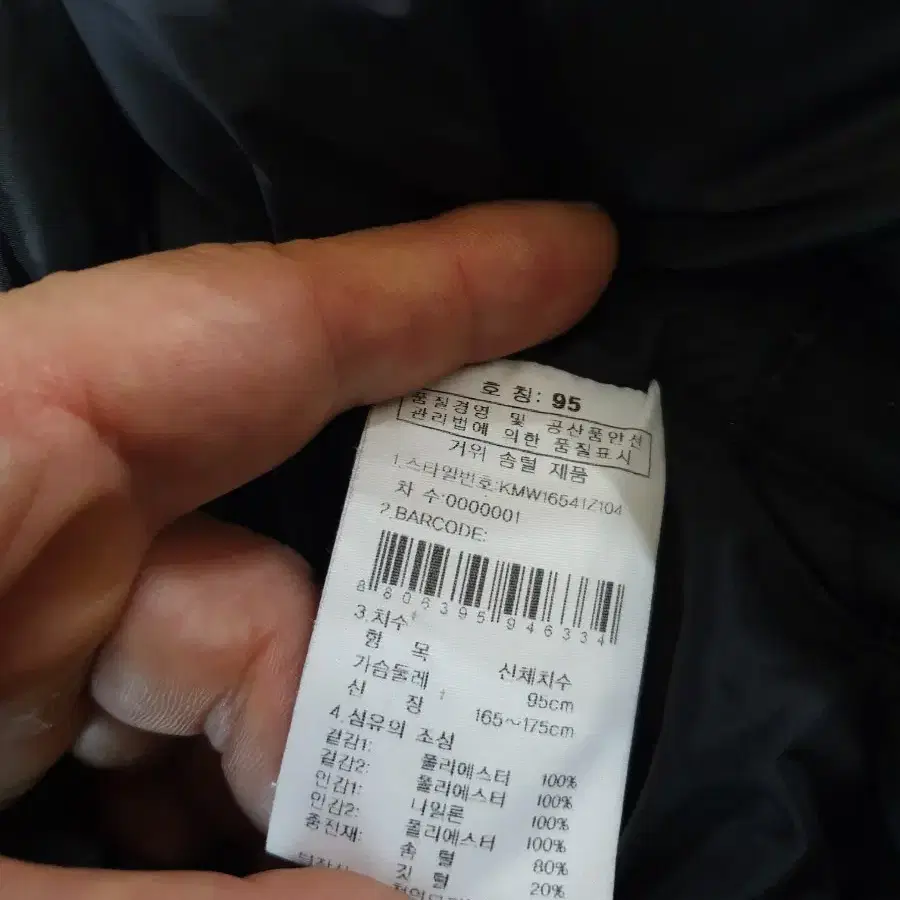 호 칭: 95
품질경영 및 공산품안전
관리법에 의한 품질표시
거위 솜털 제품
1.스타일번호:KMW16541Z104
차 수:0000001
2.BARCODE:
8806395946334
3.치수
항 목 신체치수
가슴둘레 95cm
신 장 165~175cm
4.섬유의 조성
겉감1: 폴리에스터 100%
겉감2: 폴리에스터 100%
안감1: 나일론 100%
안감2: 폴리에스터 100%
충전재: 솜 털 80%
깃 털 20%